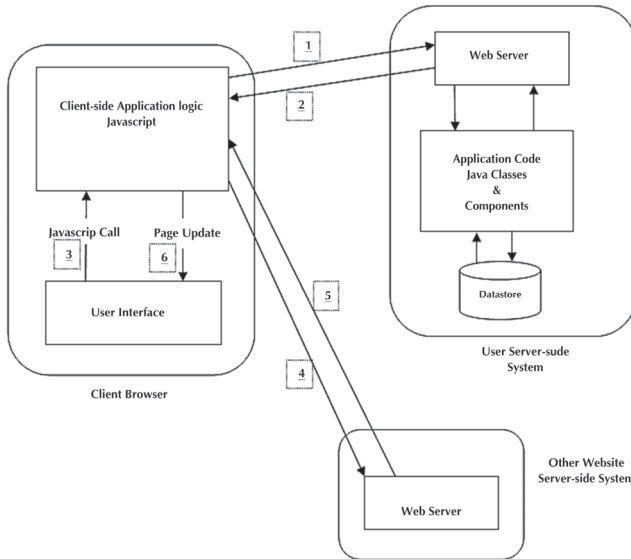 1
Web Server
Client-side Application logic
Javascript
2
Application Code
Java Classes
&
Components
Javascrip Call
Page Update
3
6
Datastore
5
User Interface
User Server-sude
System
4
Client Browser
Other Website
Server-side System
Web Server